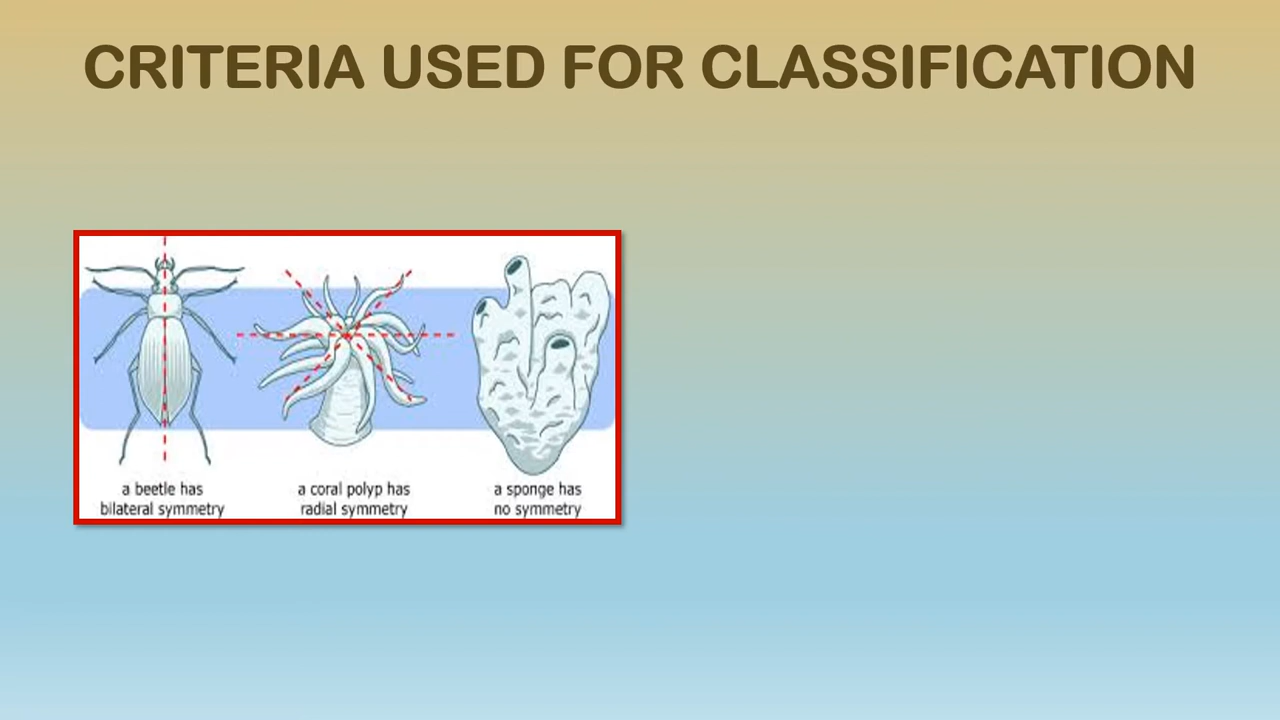 CRITERIA USED FOR CLASSIFICATION
a beetle has
bilateral symmetry
a coral polyp has
radial symmetry
a sponge has
no symmetry